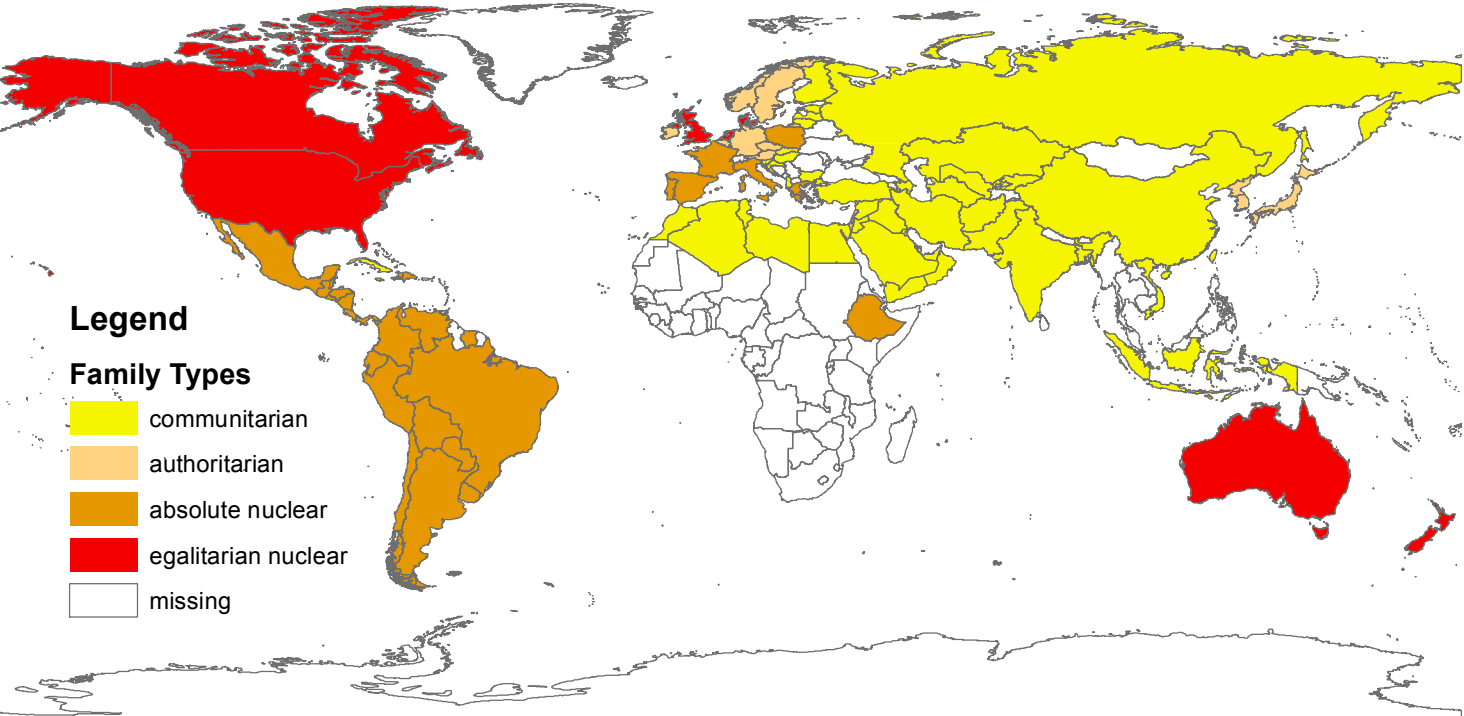 Legend
Family Types
communitarian
authoritarian
absolute nuclear
egalitarian nuclear
missing